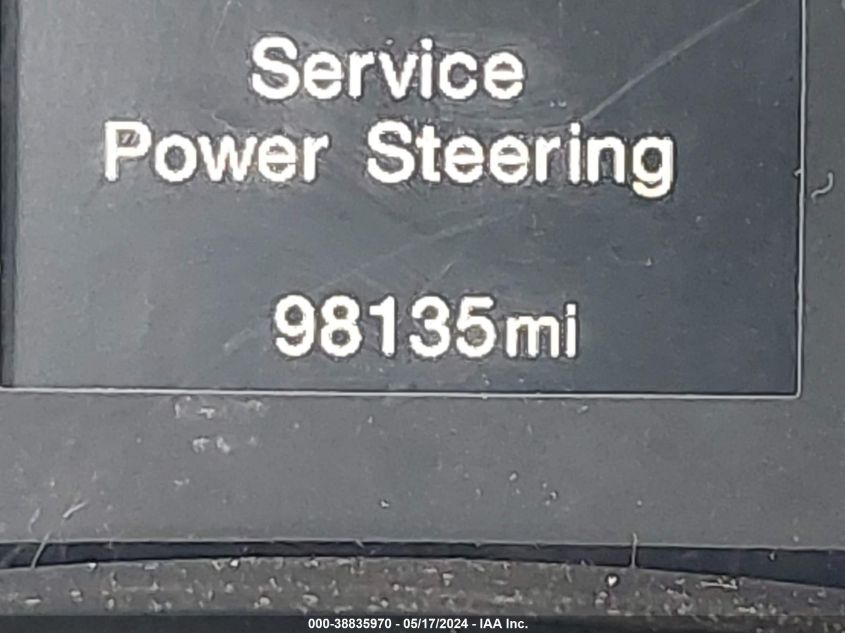 Service
Power Steering
98135mi
000-38835970 - 05/17/2024 - IAA Inc.